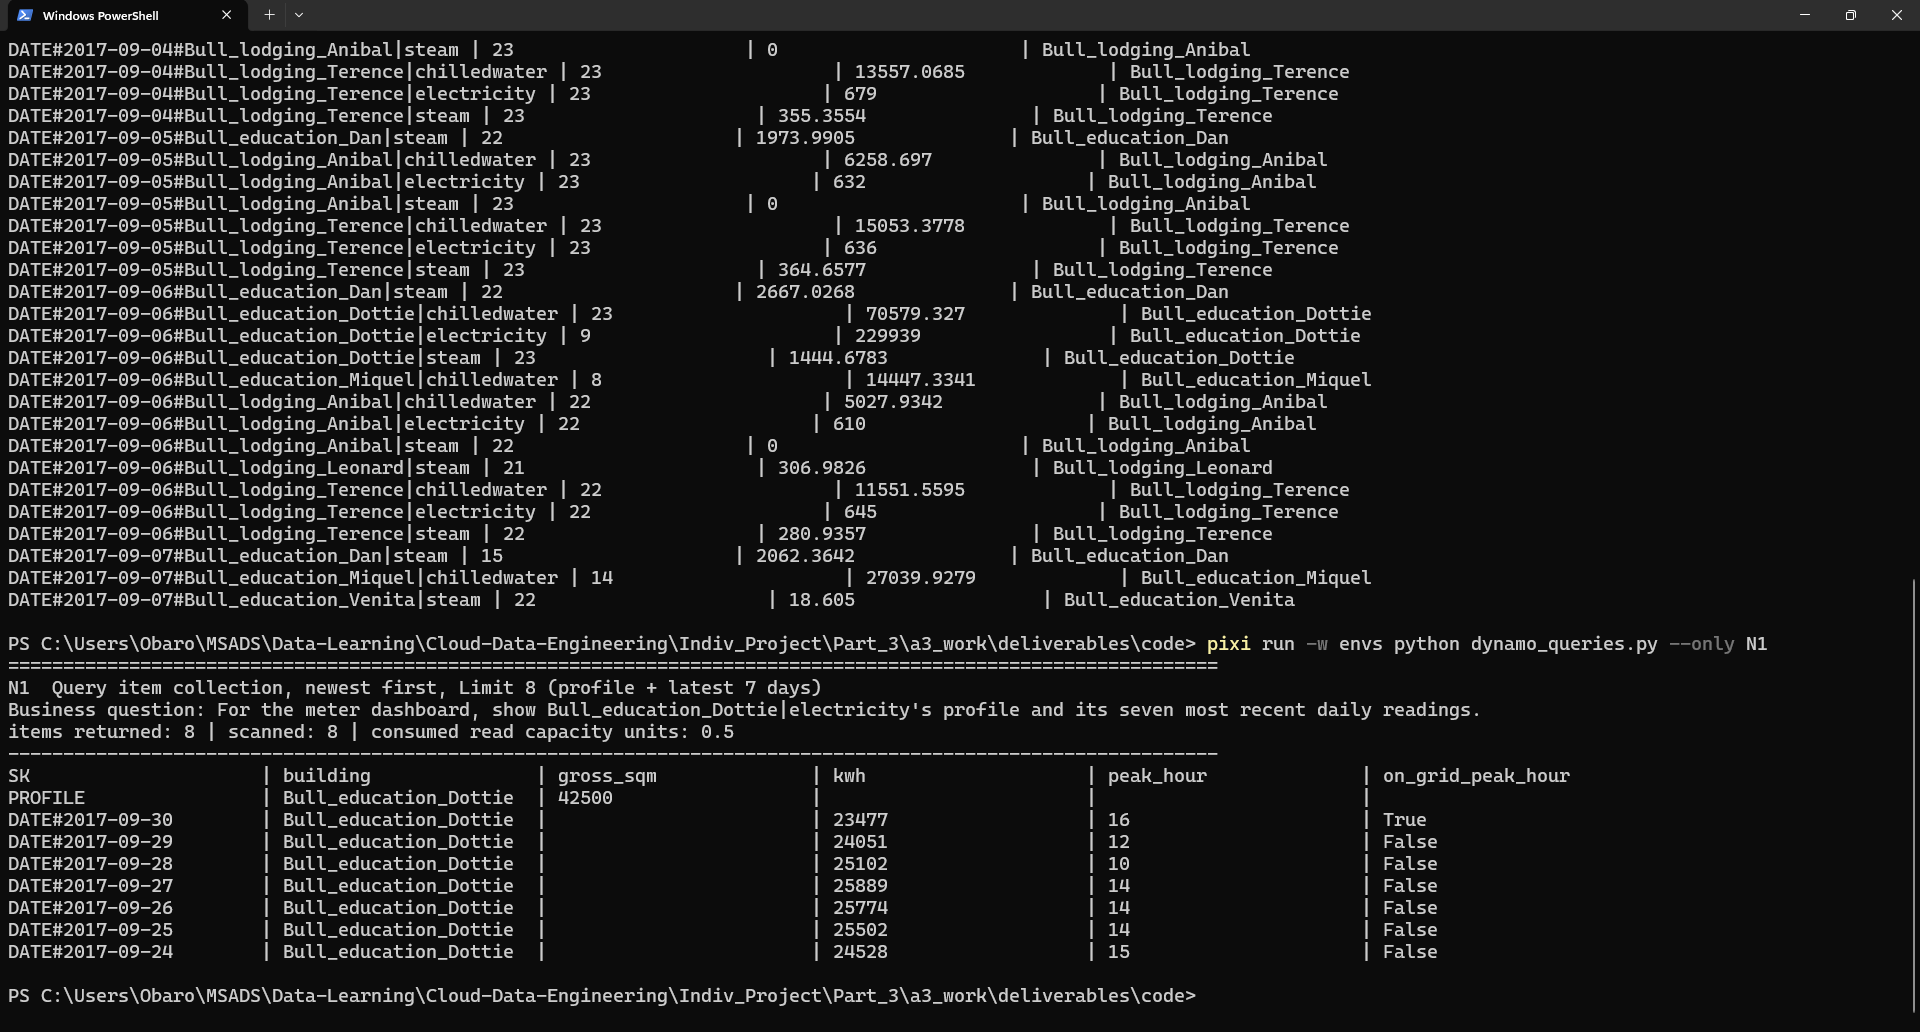 Windows PowerShell
DATE#2017-09-04#Bull_lodging_Anibal|steam | 23 | 0 | Bull_lodging_Anibal
DATE#2017-09-04#Bull_lodging_Terence|chilledwater | 23 | 13557.0685 | Bull_lodging_Terence
DATE#2017-09-04#Bull_lodging_Terence|electricity | 23 | 679 | Bull_lodging_Terence
DATE#2017-09-04#Bull_lodging_Terence|steam | 23 | 355.3554 | Bull_lodging_Terence
DATE#2017-09-05#Bull_education_Dan|steam | 22 | 1973.9905 | Bull_education_Dan
DATE#2017-09-05#Bull_lodging_Anibal|chilledwater | 23 | 6258.697 | Bull_lodging_Anibal
DATE#2017-09-05#Bull_lodging_Anibal|electricity | 23 | 632 | Bull_lodging_Anibal
DATE#2017-09-05#Bull_lodging_Anibal|steam | 23 | 0 | Bull_lodging_Anibal
DATE#2017-09-05#Bull_lodging_Terence|chilledwater | 23 | 15053.3778 | Bull_lodging_Terence
DATE#2017-09-05#Bull_lodging_Terence|electricity | 23 | 636 | Bull_lodging_Terence
DATE#2017-09-05#Bull_lodging_Terence|steam | 23 | 364.6577 | Bull_lodging_Terence
DATE#2017-09-06#Bull_education_Dan|steam | 22 | 2667.0268 | Bull_education_Dan
DATE#2017-09-06#Bull_education_Dottie|chilledwater | 23 | 70579.327 | Bull_education_Dottie
DATE#2017-09-06#Bull_education_Dottie|electricity | 9 | 229939 | Bull_education_Dottie
DATE#2017-09-06#Bull_education_Dottie|steam | 23 | 1444.6783 | Bull_education_Dottie
DATE#2017-09-06#Bull_education_Miquel|chilledwater | 8 | 14447.3341 | Bull_education_Miquel
DATE#2017-09-06#Bull_lodging_Anibal|chilledwater | 22 | 5027.9342 | Bull_lodging_Anibal
DATE#2017-09-06#Bull_lodging_Anibal|electricity | 22 | 610 | Bull_lodging_Anibal
DATE#2017-09-06#Bull_lodging_Anibal|steam | 22 | 0 | Bull_lodging_Anibal
DATE#2017-09-06#Bull_lodging_Leonard|steam | 21 | 306.9826 | Bull_lodging_Leonard
DATE#2017-09-06#Bull_lodging_Terence|chilledwater | 22 | 11551.5595 | Bull_lodging_Terence
DATE#2017-09-06#Bull_lodging_Terence|electricity | 22 | 645 | Bull_lodging_Terence
DATE#2017-09-06#Bull_lodging_Terence|steam | 22 | 280.9357 | Bull_lodging_Terence
DATE#2017-09-07#Bull_education_Dan|steam | 15 | 2062.3642 | Bull_education_Dan
DATE#2017-09-07#Bull_education_Miquel|chilledwater | 14 | 27039.9279 | Bull_education_Miquel
DATE#2017-09-07#Bull_education_Venita|steam | 22 | 18.605 | Bull_education_Venita
PS C:\Users\Obaro\MSADS\Data-Learning\Cloud-Data-Engineering\Indiv_Project\Part_3\a3_work\deliverables\code> pixi run -w envs python dynamo_queries.py --only N1
==============================================================================================================
N1  Query item collection, newest first, Limit 8 (profile + latest 7 days)
Business question: For the meter dashboard, show Bull_education_Dottie|electricity's profile and its seven most recent daily readings.
items returned: 8 | scanned: 8 | consumed read capacity units: 0.5
--------------------------------------------------------------------------------------------------------------
SK | building | gross_sqm | kwh | peak_hour | on_grid_peak_hour
PROFILE | Bull_education_Dottie | 42500 | | |
DATE#2017-09-30 | Bull_education_Dottie | | 23477 | 16 | True
DATE#2017-09-29 | Bull_education_Dottie | | 24051 | 12 | False
DATE#2017-09-28 | Bull_education_Dottie | | 25102 | 10 | False
DATE#2017-09-27 | Bull_education_Dottie | | 25889 | 14 | False
DATE#2017-09-26 | Bull_education_Dottie | | 25774 | 14 | False
DATE#2017-09-25 | Bull_education_Dottie | | 25502 | 14 | False
DATE#2017-09-24 | Bull_education_Dottie | | 24528 | 15 | False
PS C:\Users\Obaro\MSADS\Data-Learning\Cloud-Data-Engineering\Indiv_Project\Part_3\a3_work\deliverables\code>